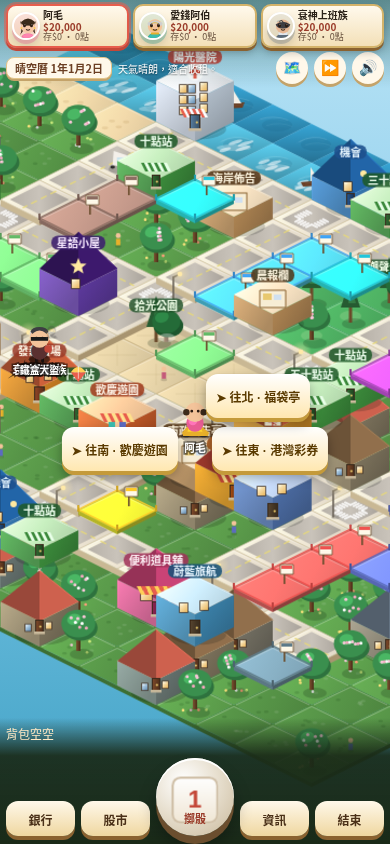 阿毛
$20,000
存$0・0點
愛錢阿伯
$20,000
存$0・0點
衰神上班族
$20,000
存$0・0點
晴空曆 1年1月2日
天氣晴朗，適合收租。
陽光醫院
十點站
機會
三十
海岸佈告
星語小屋
晨報欄
拾光公園
十點站
歡慶遊園
五十點站
➤ 往北 · 福袋亭
➤ 往南 · 歡慶遊園
阿毛
➤ 往東 · 港灣彩券
十點站
便利道具舖
蔚藍旅航
背包空空
銀行
股市
1
擲骰
資訊
結束